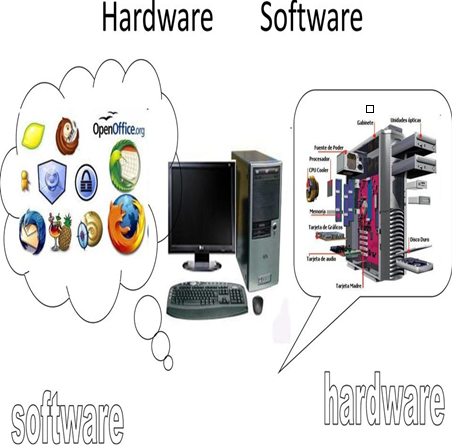 Hardware Software
OpenOffice.org
Gabinete
Unidades ópticas
Fuente de Poder
Procesador
CPU Cooler
Memoria
Tarjeta de Gráficos
Disco Duro
Tarjeta de audio
Tarjeta Madre
software
hardware